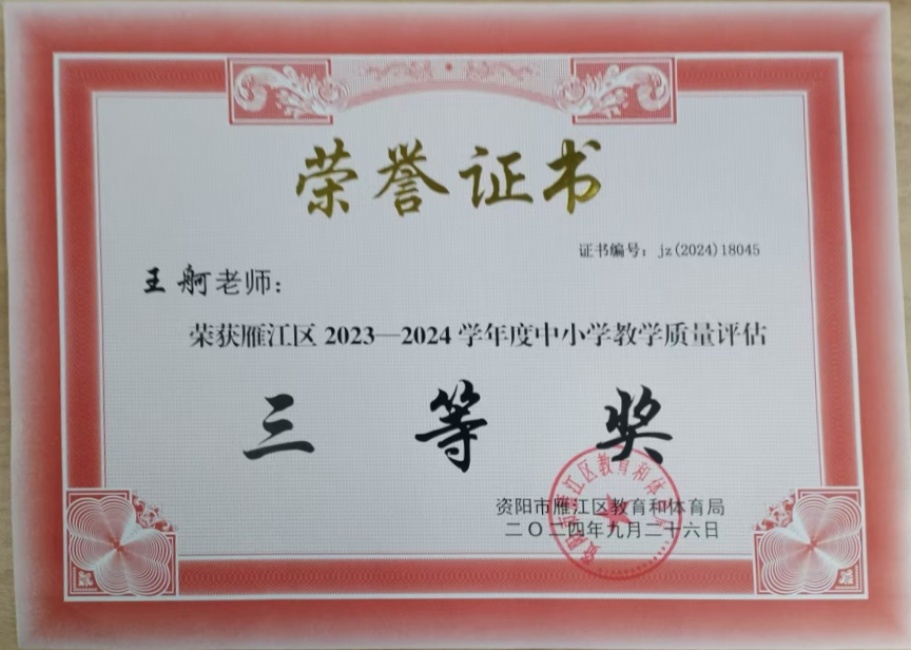 荣誉证书
证书编号：jz(2024)18045
王舸老师：
荣获雁江区2023—2024学年度中小学教学质量评估
三等奖
资阳市雁江区教育和体育局
二〇二四年九月二十六日